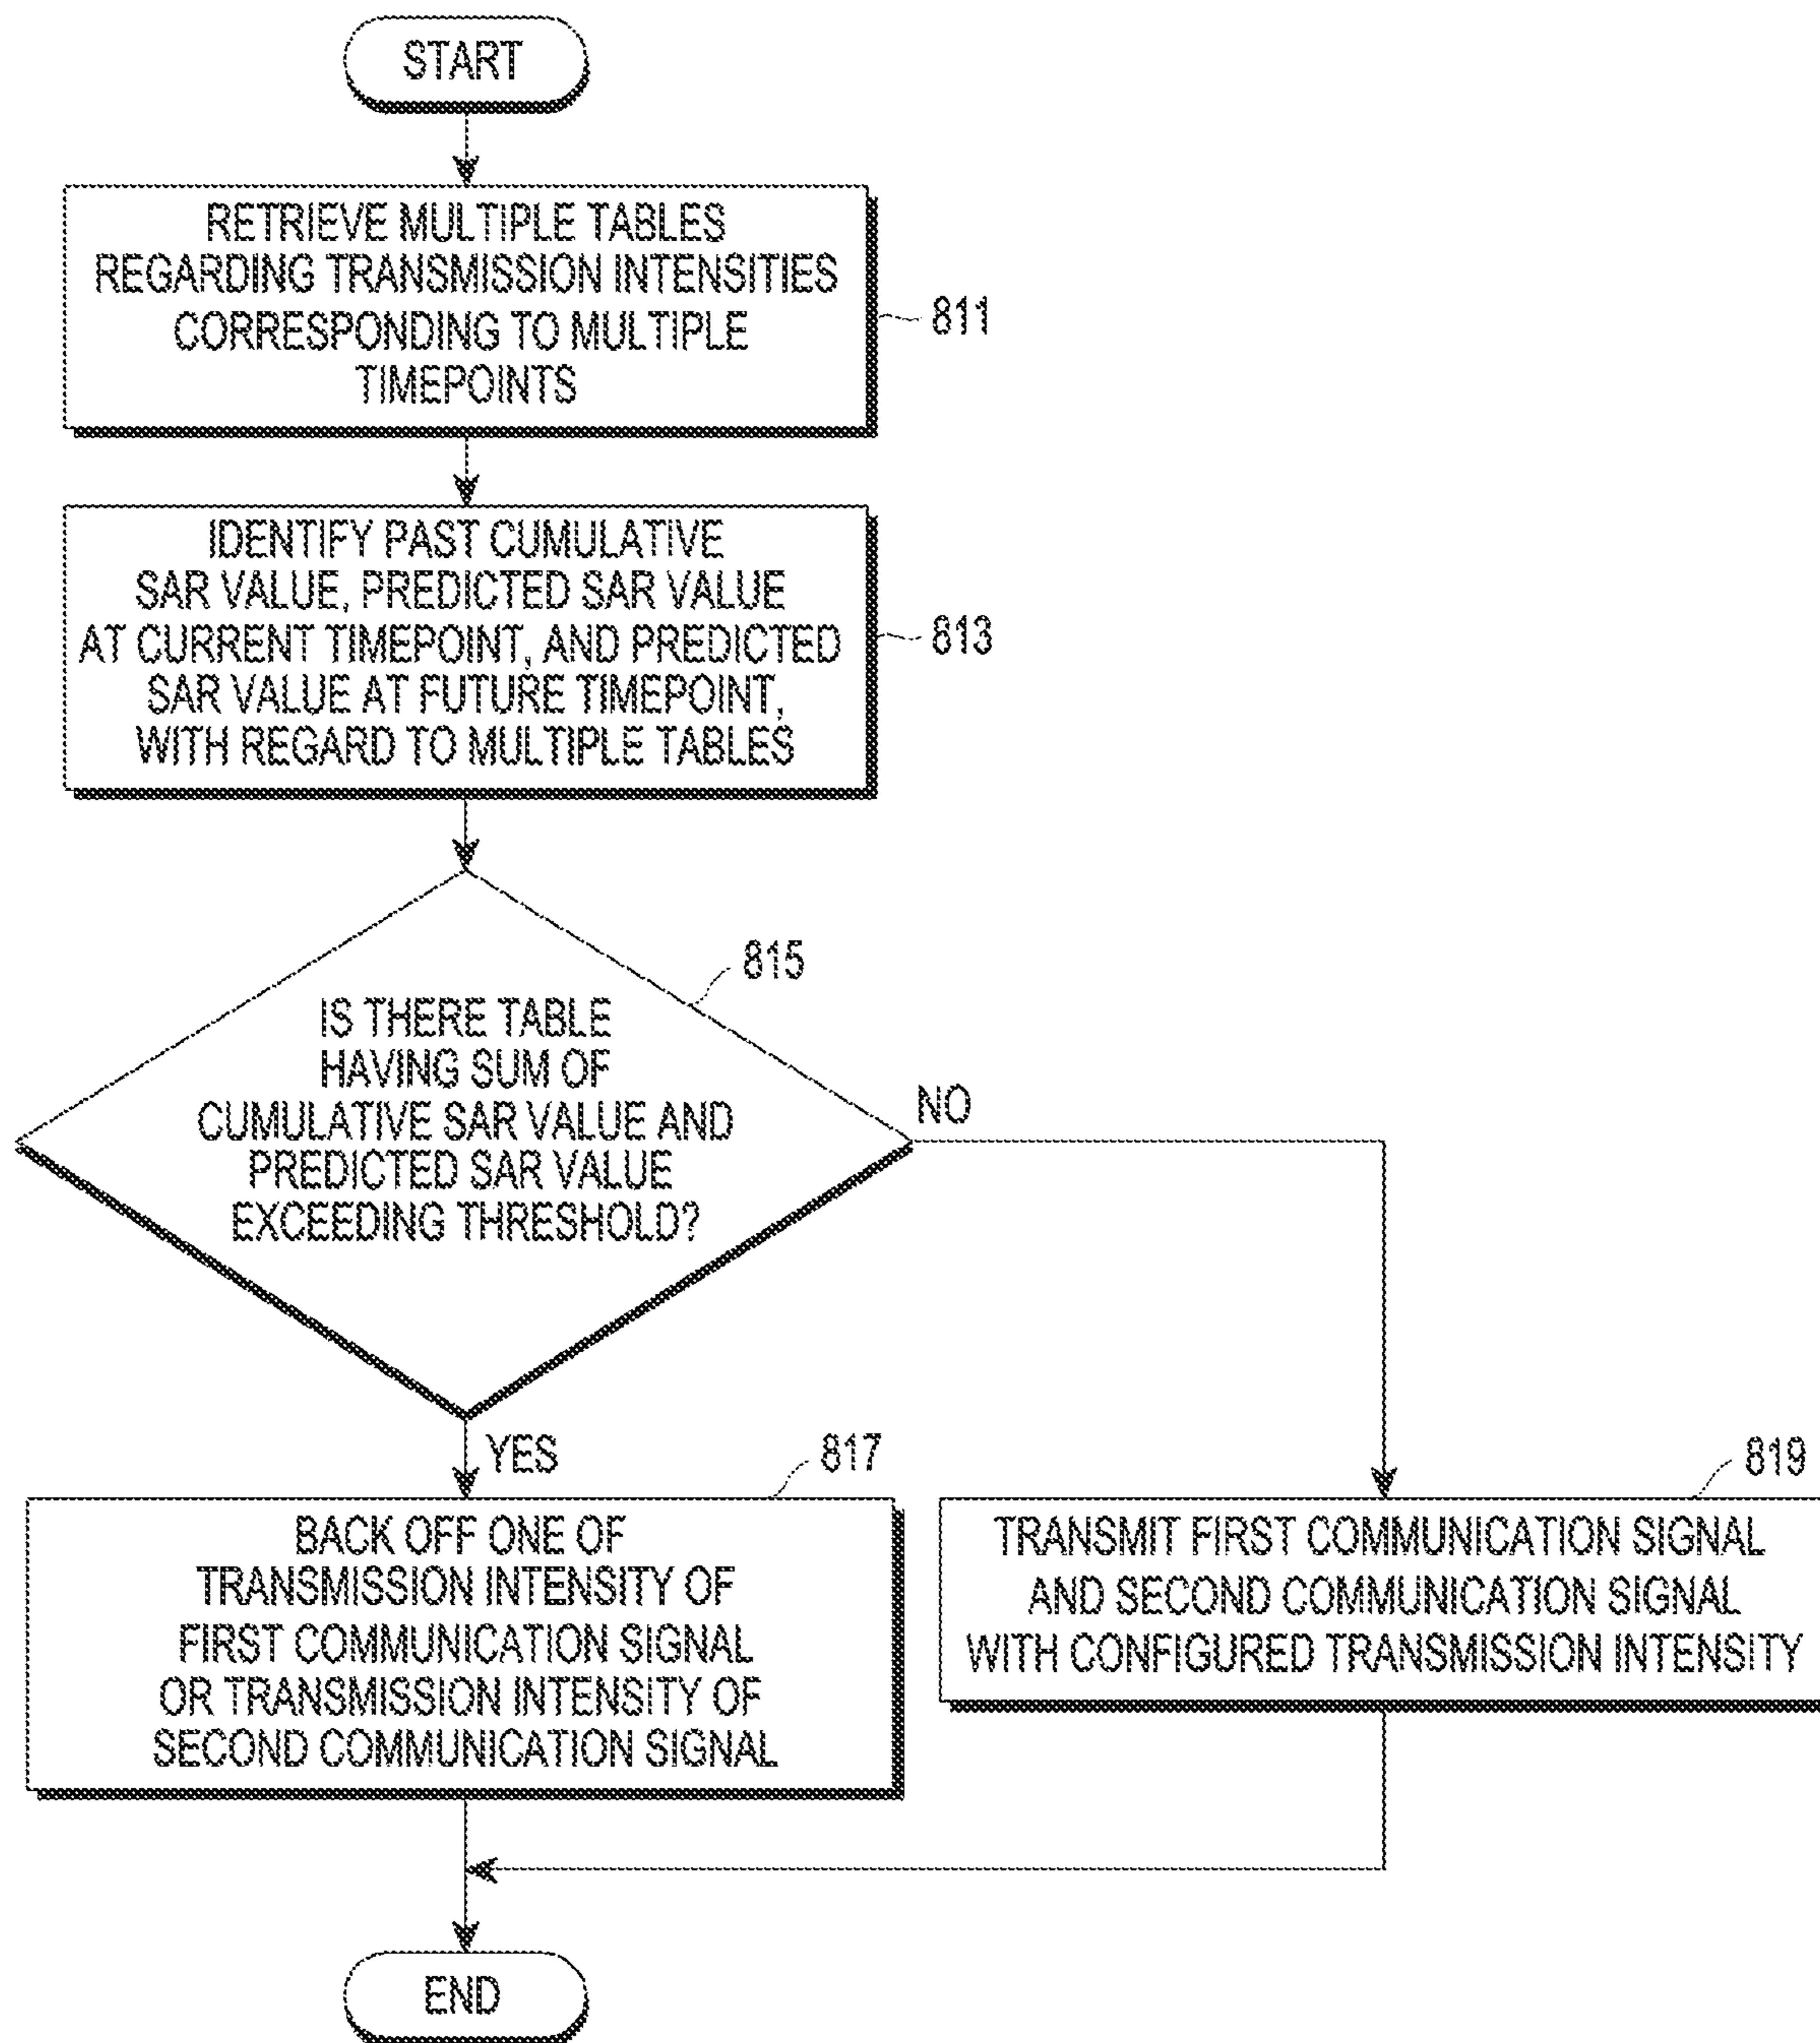 START
RETRIEVE MULTIPLE TABLES
REGARDING TRANSMISSION INTENSITIES
CORRESPONDING TO MULTIPLE
TIMEPOINTS
811
IDENTIFY PAST CUMULATIVE
SAR VALUE, PREDICTED SAR VALUE
AT CURRENT TIMEPOINT, AND PREDICTED
SAR VALUE AT FUTURE TIMEPOINT,
WITH REGARD TO MULTIPLE TABLES
813
815
IS THERE TABLE
HAVING SUM OF
CUMULATIVE SAR VALUE AND
PREDICTED SAR VALUE
EXCEEDING THRESHOLD?
NO
YES
817
BACK OFF ONE OF
TRANSMISSION INTENSITY OF
FIRST COMMUNICATION SIGNAL
OR TRANSMISSION INTENSITY OF
SECOND COMMUNICATION SIGNAL
819
TRANSMIT FIRST COMMUNICATION SIGNAL
AND SECOND COMMUNICATION SIGNAL
WITH CONFIGURED TRANSMISSION INTENSITY
END